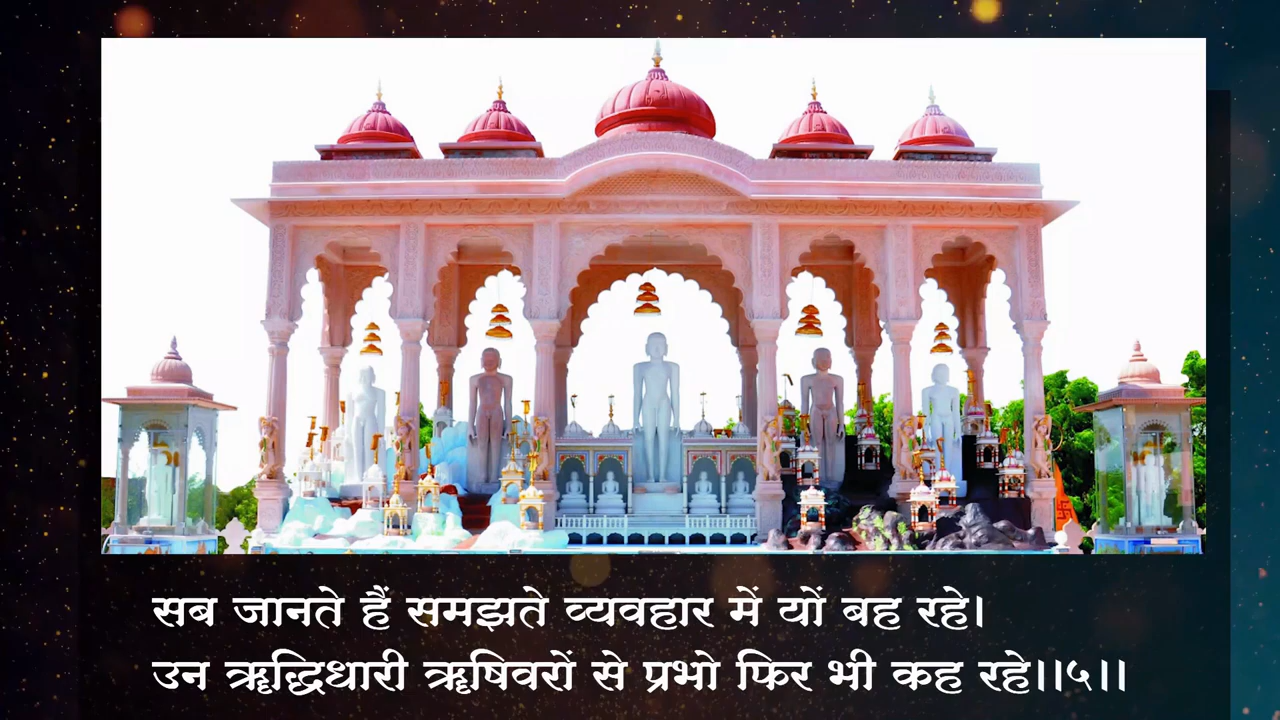 सब जानते हैं समझते व्यवहार में यों बह रहे।
उन ऋद्धिधारी ऋषिवरों से प्रभो फिर भी कह रहे।।५।।